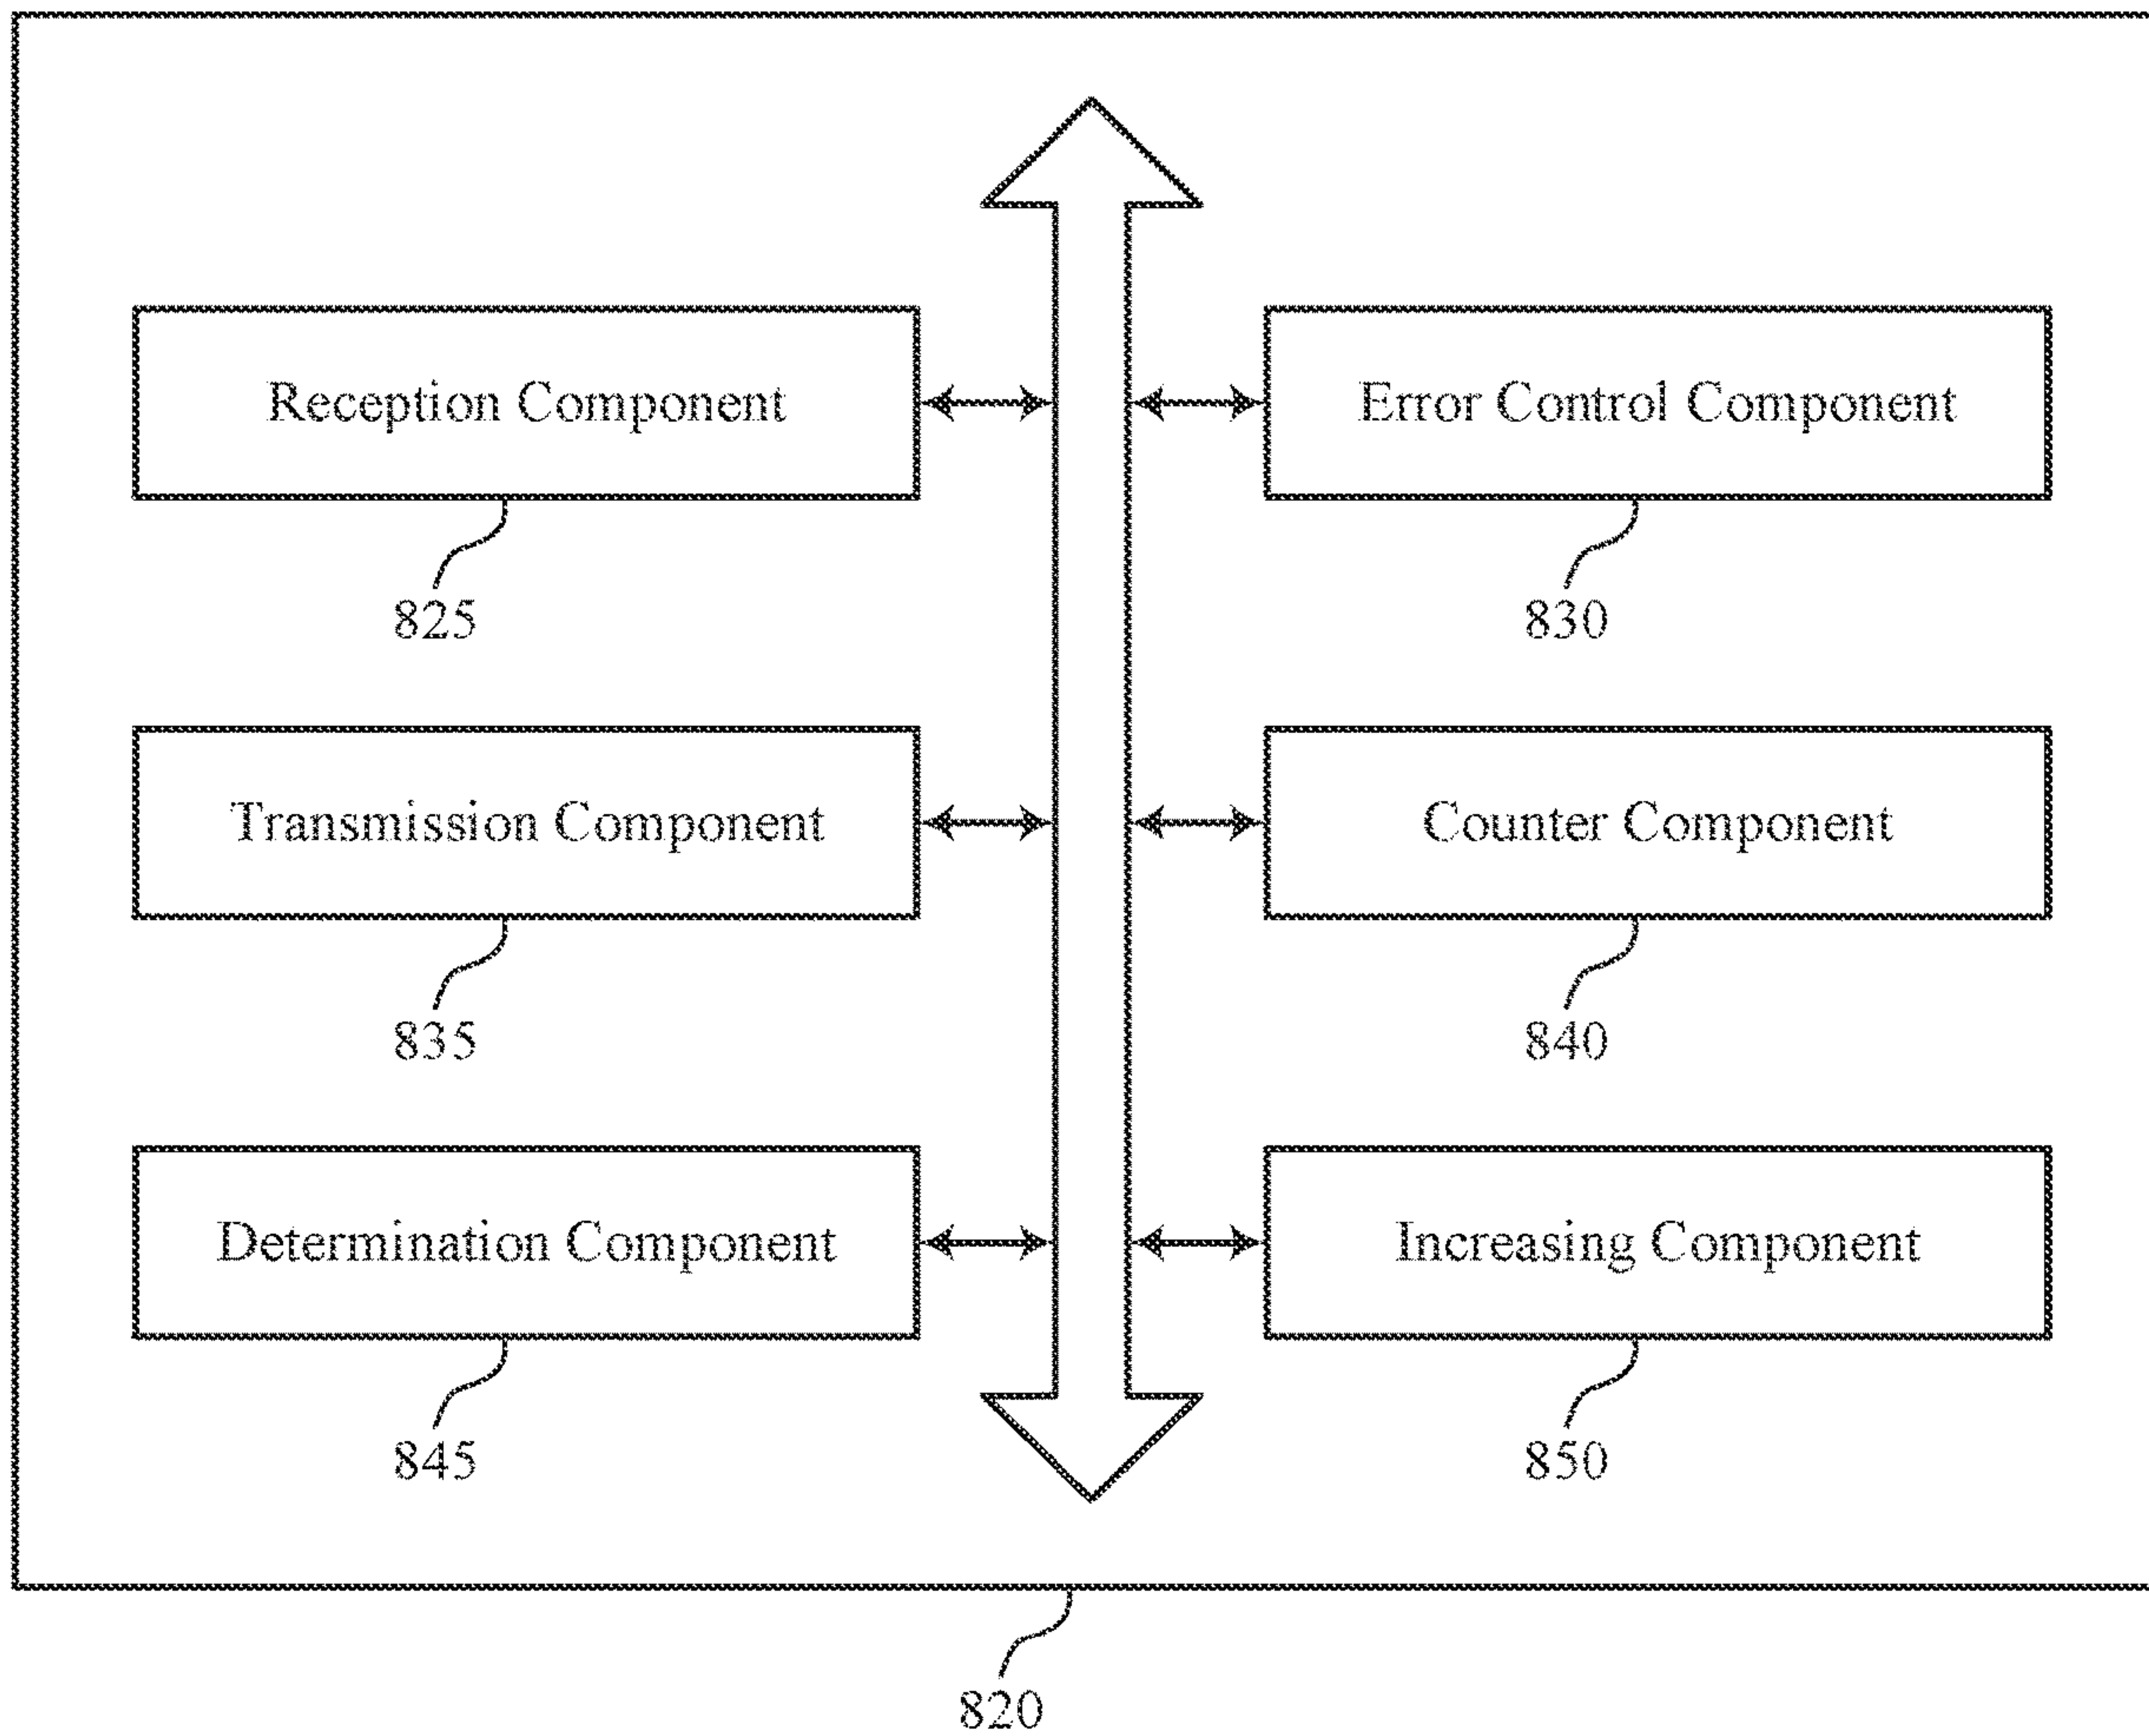 Reception Component
Error Control Component
825
830
Transmission Component
Counter Component
835
840
Determination Component
Increasing Component
845
850
820